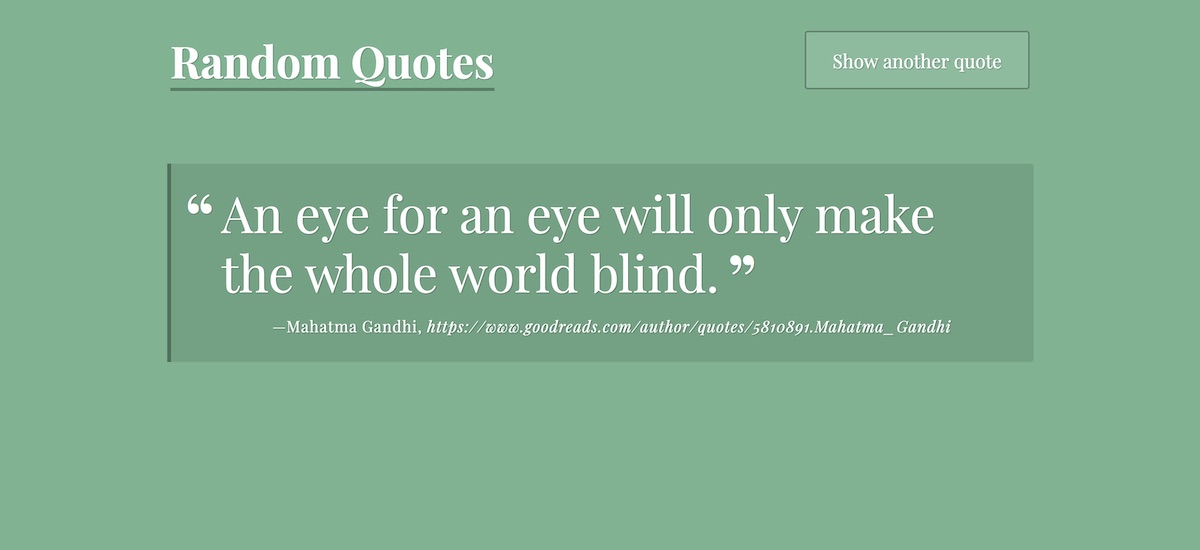 Random Quotes
Show another quote
“ An eye for an eye will only make
the whole world blind. ”
—Mahatma Gandhi, https://www.goodreads.com/author/quotes/5810891.Mahatma_Gandhi